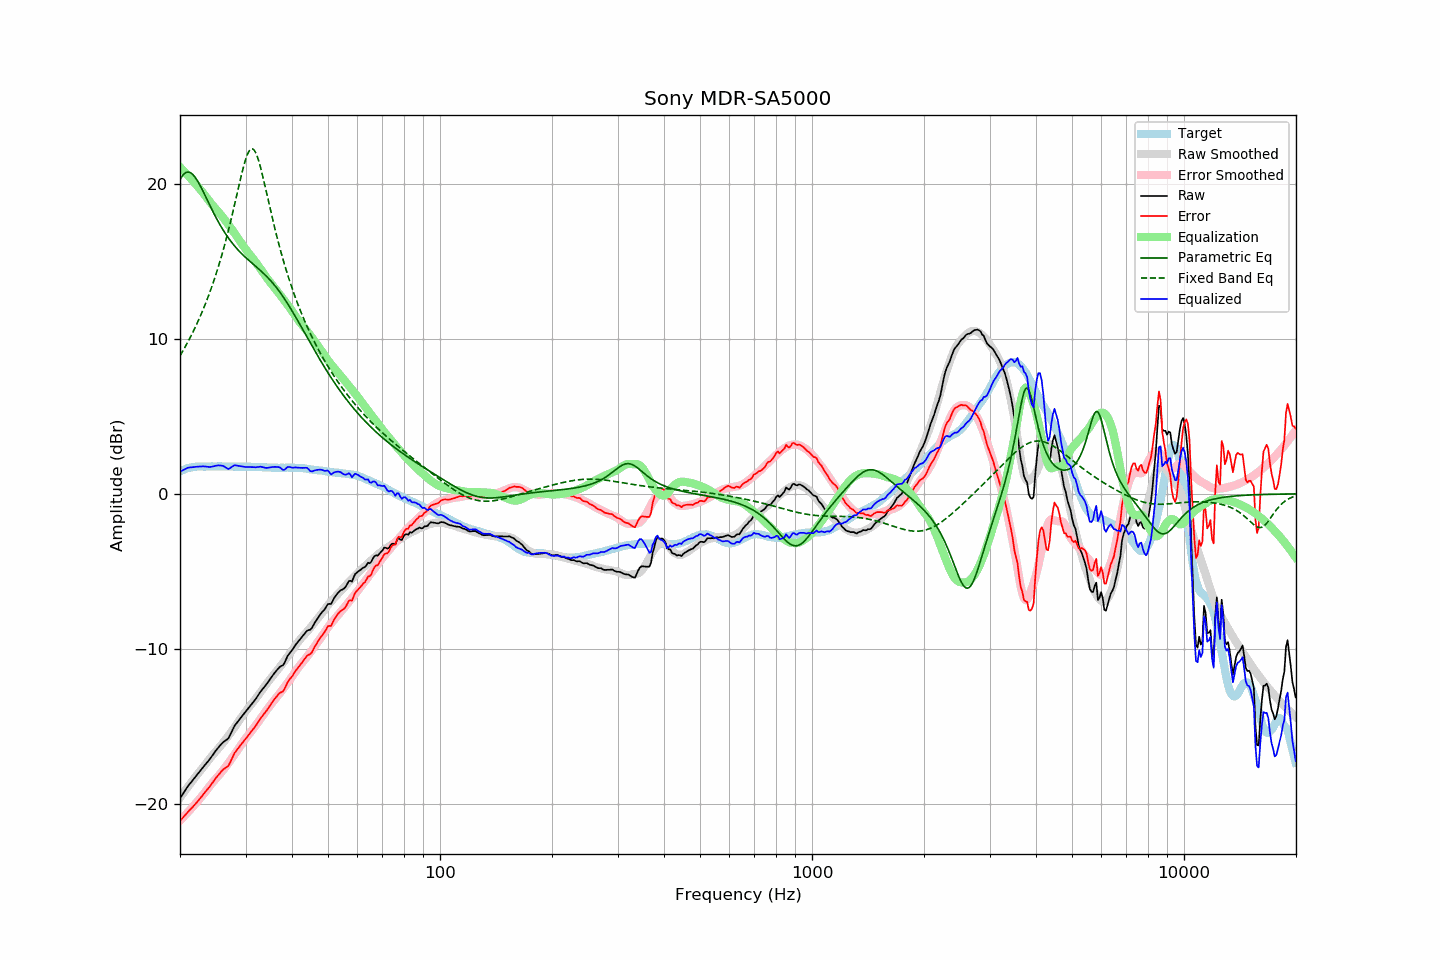 Sony MDR-SA5000
Target
Raw Smoothed
Error Smoothed
Raw
Error
Equalization
Parametric Eq
Fixed Band Eq
Equalized
20
10
0
−10
−20
Amplitude (dBr)
100
1000
10000
Frequency (Hz)